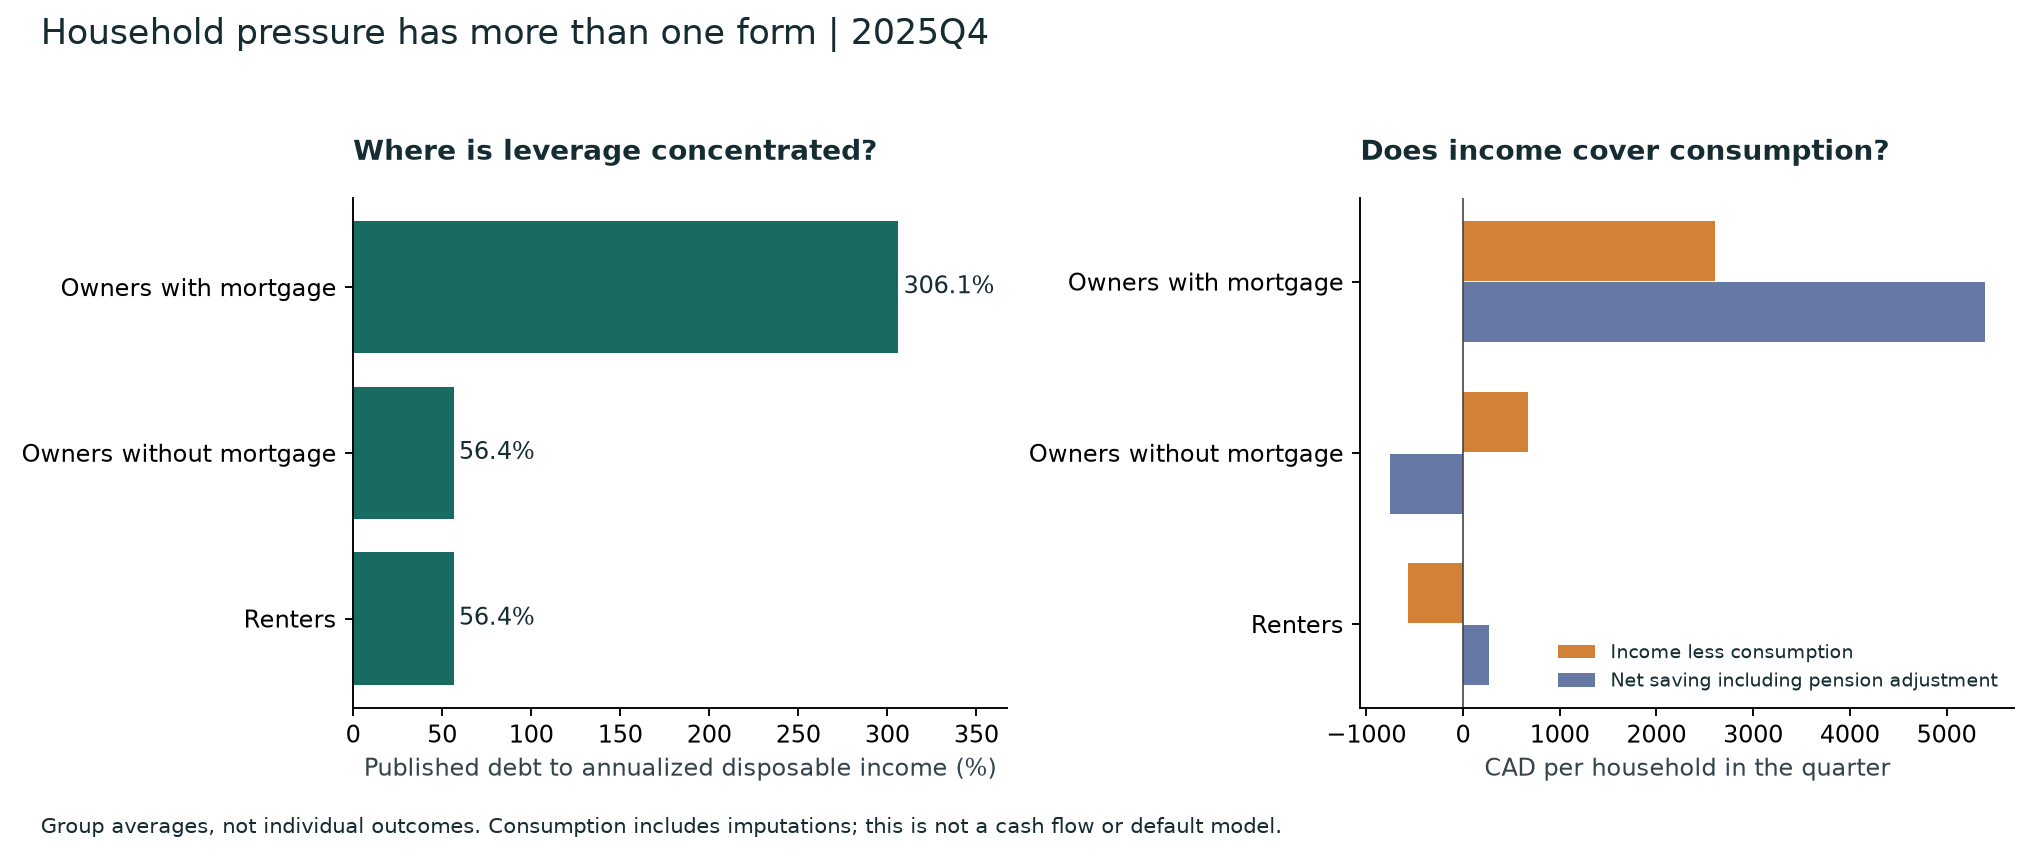 Household pressure has more than one form | 2025Q4
Where is leverage concentrated?
Owners with mortgage
306.1%
Owners without mortgage
56.4%
Renters
56.4%
0 50 100 150 200 250 300 350
Published debt to annualized disposable income (%)
Does income cover consumption?
Owners with mortgage
Owners without mortgage
Renters
Income less consumption
Net saving including pension adjustment
−1000 0 1000 2000 3000 4000 5000
CAD per household in the quarter
Group averages, not individual outcomes. Consumption includes imputations; this is not a cash flow or default model.